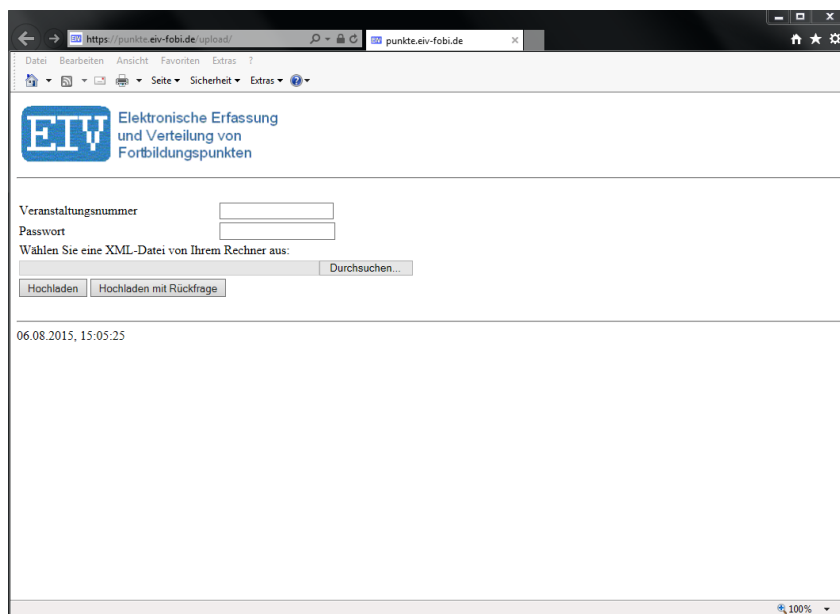 https://punkte.eiv-fobi.de/upload/
punkte.eiv-fobi.de
Datei Bearbeiten Ansicht Favoriten Extras ?
Seite Sicherheit Extras
EIV
Elektronische Erfassung
und Verteilung von
Fortbildungspunkten
Veranstaltungsnummer
Passwort
Wählen Sie eine XML-Datei von Ihrem Rechner aus:
Durchsuchen...
Hochladen Hochladen mit Rückfrage
06.08.2015, 15:05:25
100%